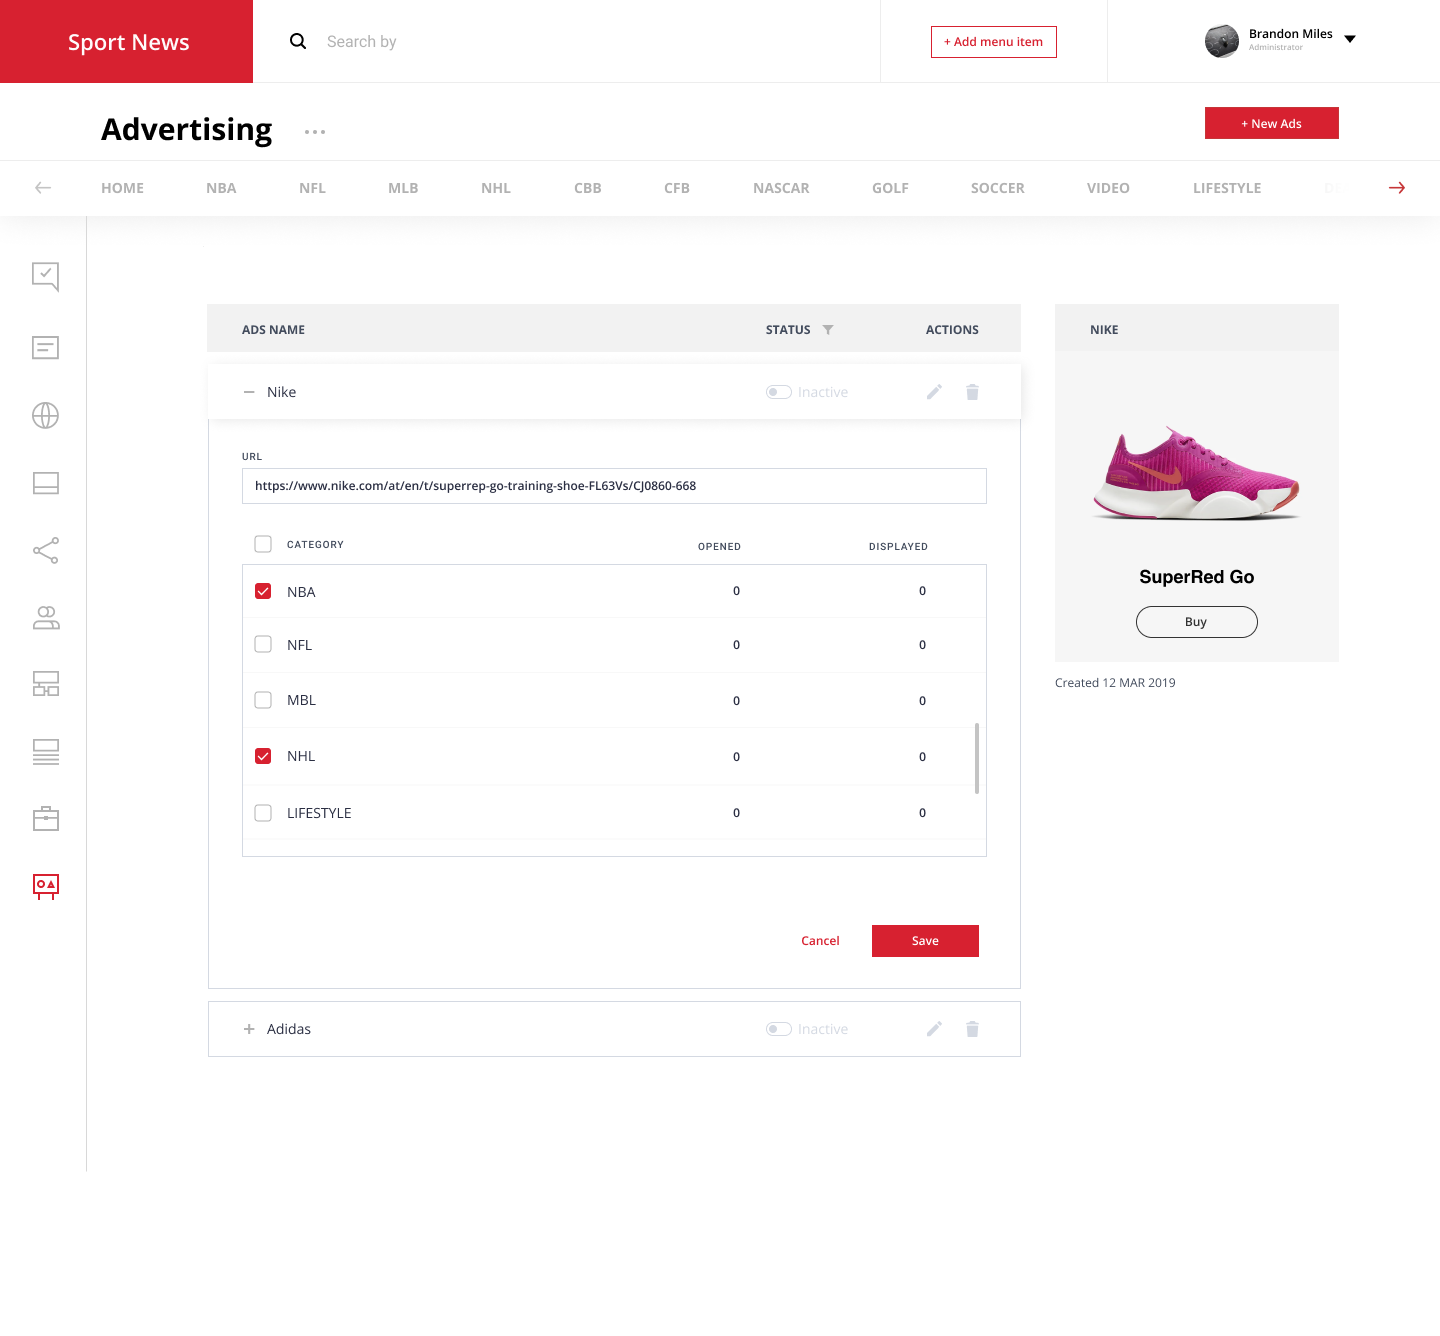 Sport News
Search by
+ Add menu item
Brandon Miles
Administrator
Advertising
+ New Ads
HOME NBA NFL MLB NHL CBB CFB NASCAR GOLF SOCCER VIDEO LIFESTYLE
ADS NAME STATUS ACTIONS
NIKE
Nike Inactive
URL
https://www.nike.com/at/en/t/superrep-go-training-shoe-FL63Vs/CJ0860-668
CATEGORY OPENED DISPLAYED
NBA 0 0
NFL 0 0
MBL 0 0
NHL 0 0
LIFESTYLE 0 0
Cancel Save
Adidas Inactive
SuperRed Go
Buy
Created 12 MAR 2019